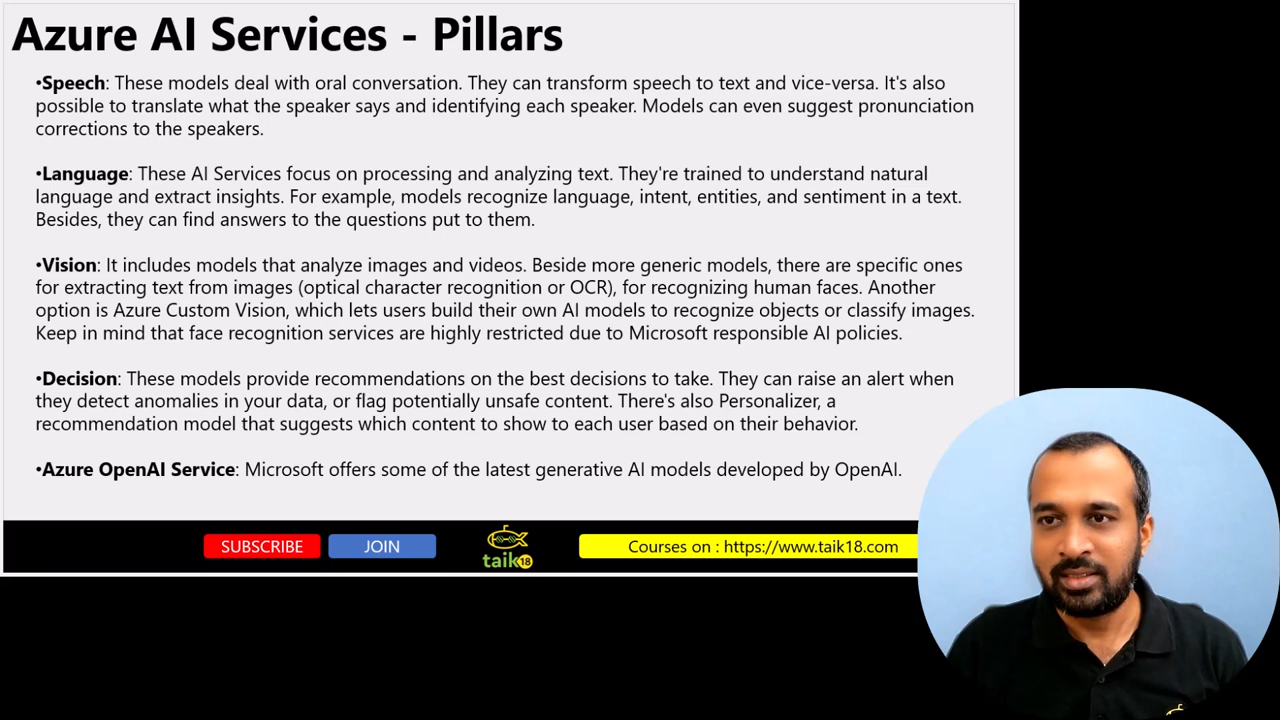 Azure AI Services - Pillars
•Speech: These models deal with oral conversation. They can transform speech to text and vice-versa. It's also
possible to translate what the speaker says and identifying each speaker. Models can even suggest pronunciation
corrections to the speakers.
•Language: These AI Services focus on processing and analyzing text. They're trained to understand natural
language and extract insights. For example, models recognize language, intent, entities, and sentiment in a text.
Besides, they can find answers to the questions put to them.
•Vision: It includes models that analyze images and videos. Beside more generic models, there are specific ones
for extracting text from images (optical character recognition or OCR), for recognizing human faces. Another
option is Azure Custom Vision, which lets users build their own AI models to recognize objects or classify images.
Keep in mind that face recognition services are highly restricted due to Microsoft responsible AI policies.
•Decision: These models provide recommendations on the best decisions to take. They can raise an alert when
they detect anomalies in your data, or flag potentially unsafe content. There's also Personalizer, a
recommendation model that suggests which content to show to each user based on their behavior.
•Azure OpenAI Service: Microsoft offers some of the latest generative AI models developed by OpenAI.
SUBSCRIBE
JOIN
taik18
Courses on : https://www.taik18.com